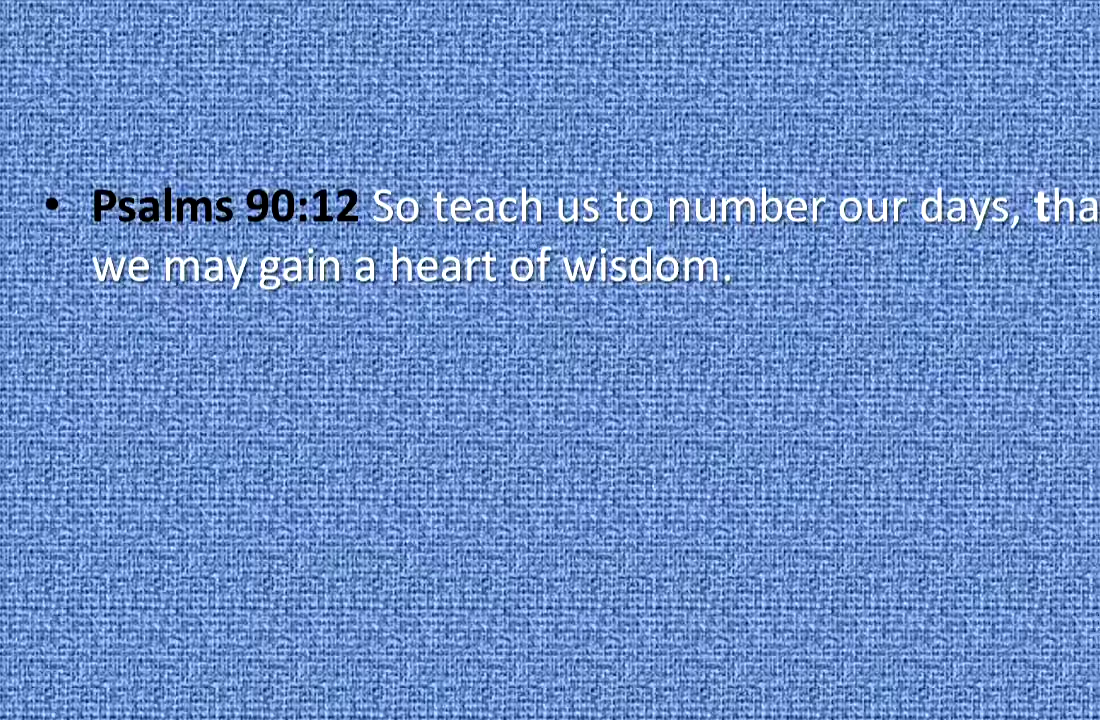 • Psalms 90:12 So teach us to number our days, tha
we may gain a heart of wisdom.